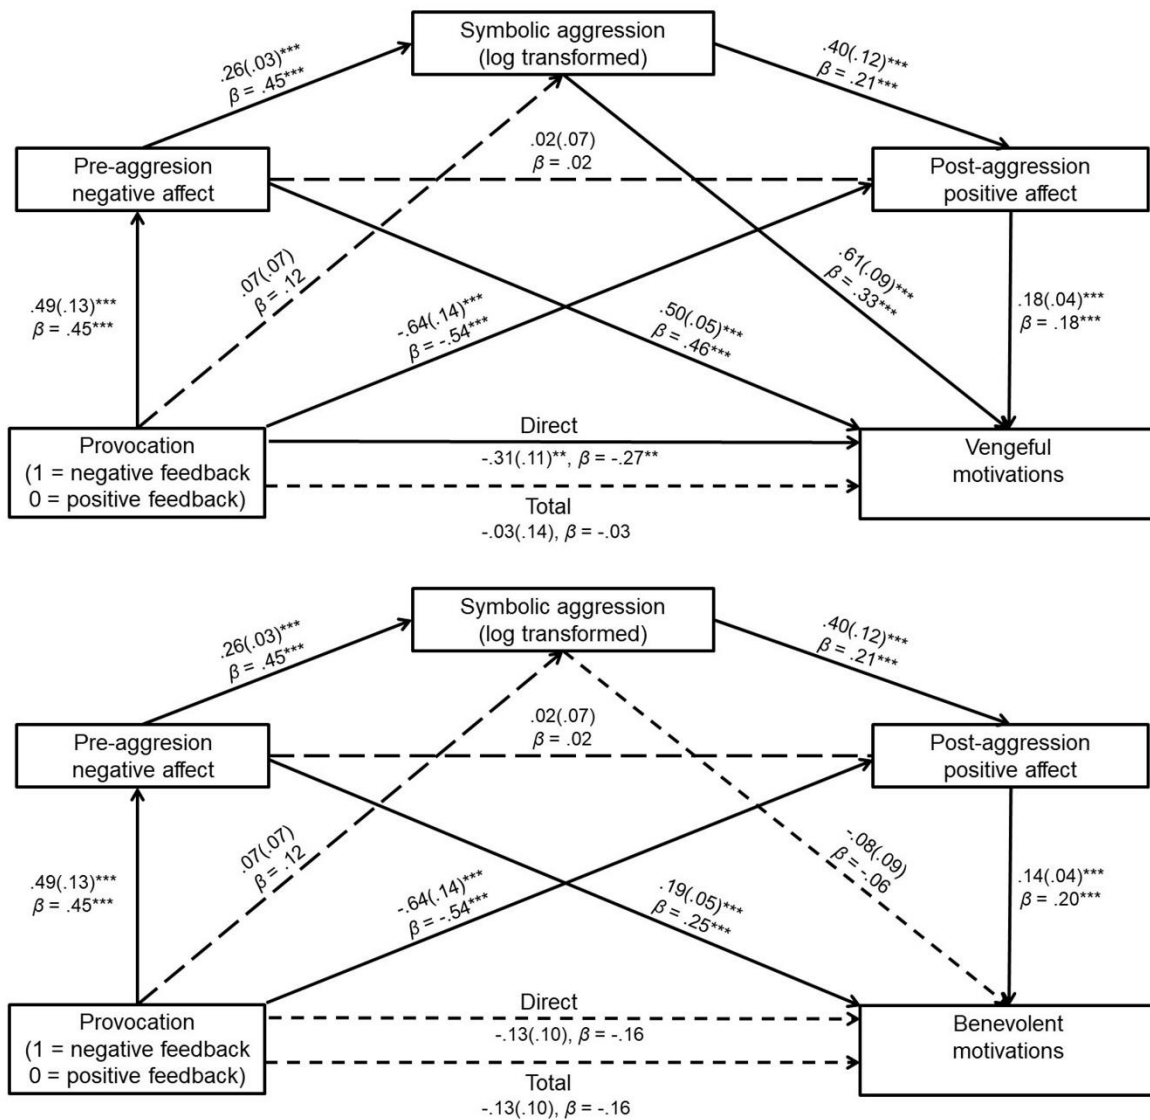 Symbolic aggression
(log transformed)
.26(.03)***
β = .45***
.40(.12)***
β = .21***
.02(.07)
β = .02
Pre-aggresion
negative affect
Post-aggression
positive affect
.07(.07)
β = .12
.61(.09)***
β = .33***
.49(.13)***
β = .45***
-.64(.14)***
β = -.54***
.50(.05)***
β = .46***
.18(.04)***
β = .18***
Provocation
(1 = negative feedback
0 = positive feedback)
Direct
-.31(.11)**, β = -.27**
Total
-.03(.14), β = -.03
Vengeful
motivations
Symbolic aggression
(log transformed)
.26(.03)***
β = .45***
.40(.12)***
β = .21***
.02(.07)
β = .02
Pre-aggresion
negative affect
Post-aggression
positive affect
.07(.07)
β = .12
-.08(.09)
β = -.06
.49(.13)***
β = .45***
-.64(.14)***
β = -.54***
.19(.05)***
β = .25***
.14(.04)***
β = .20***
Provocation
(1 = negative feedback
0 = positive feedback)
Direct
-.13(.10), β = -.16
Total
-.13(.10), β = -.16
Benevolent
motivations